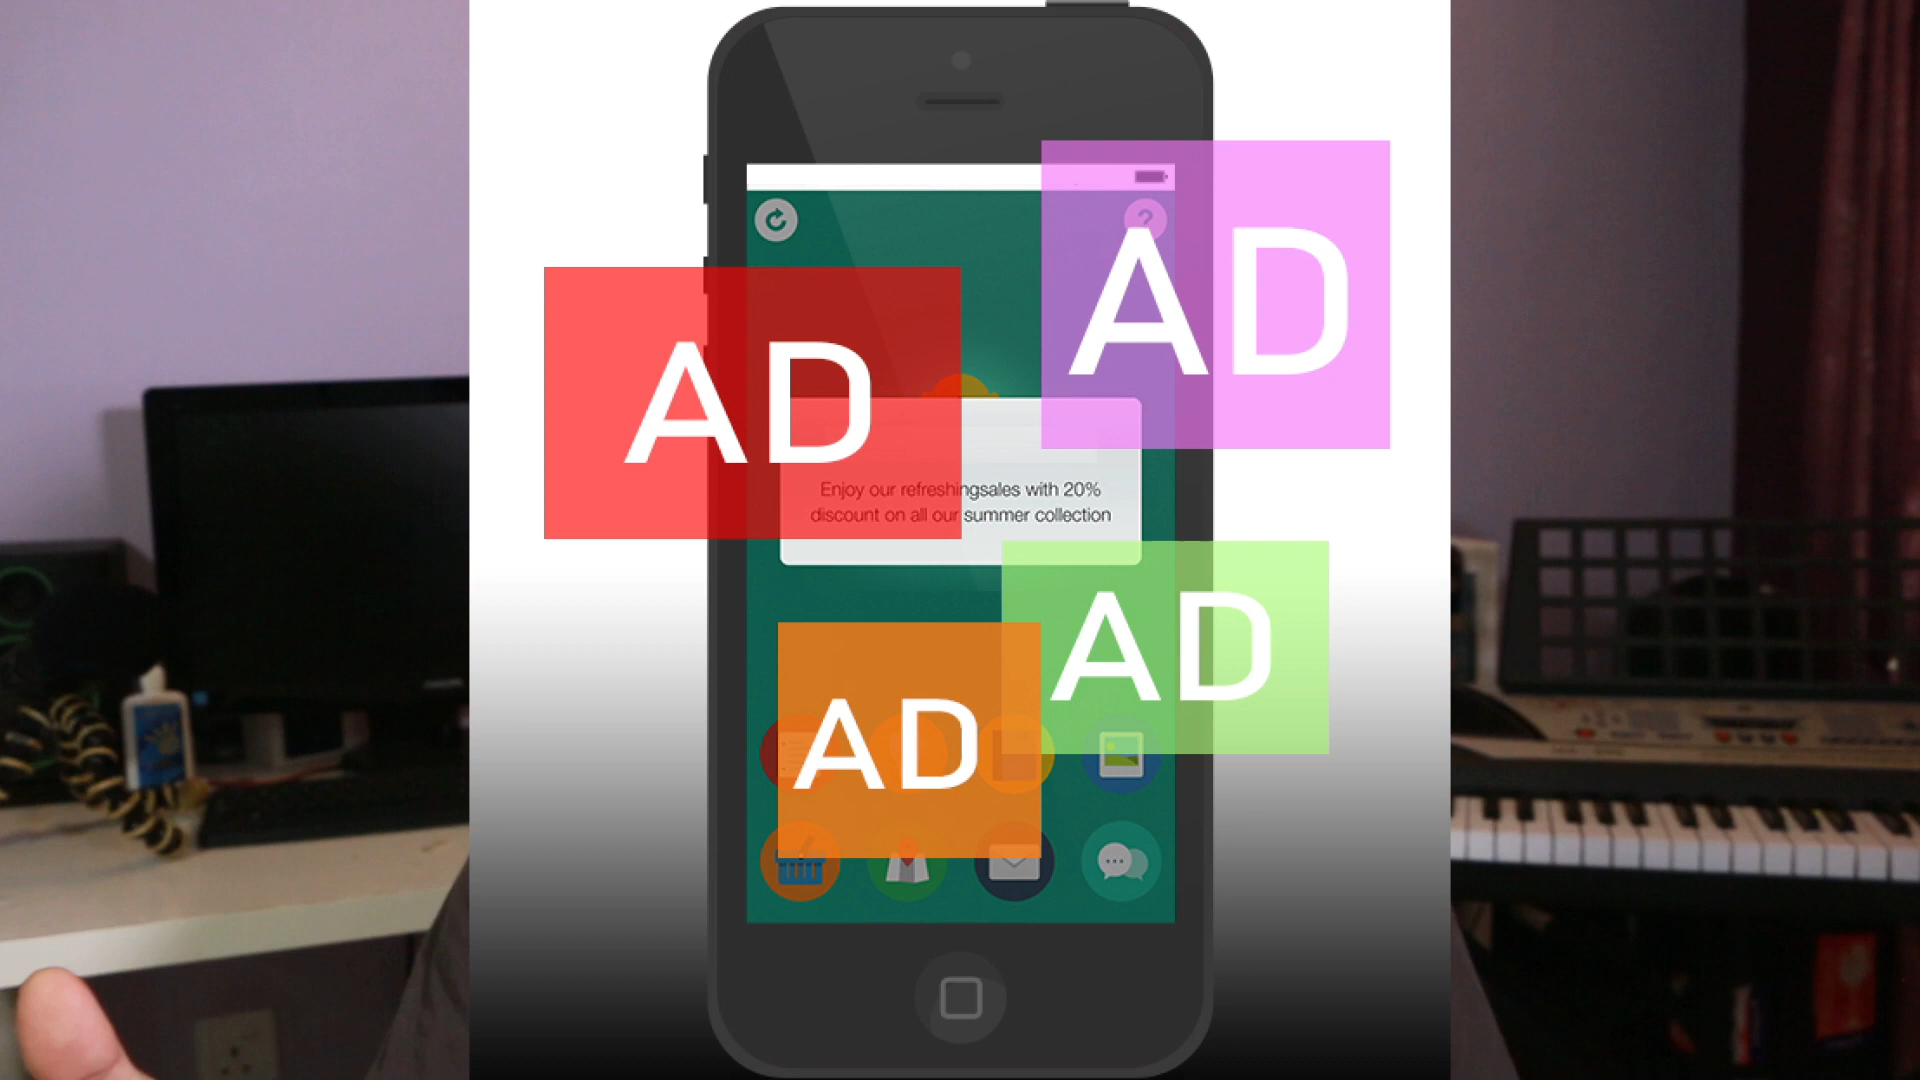 ?
AD
AD
Enjoy our refreshingsales with 20%
discount on all our summer collection
AD
AD